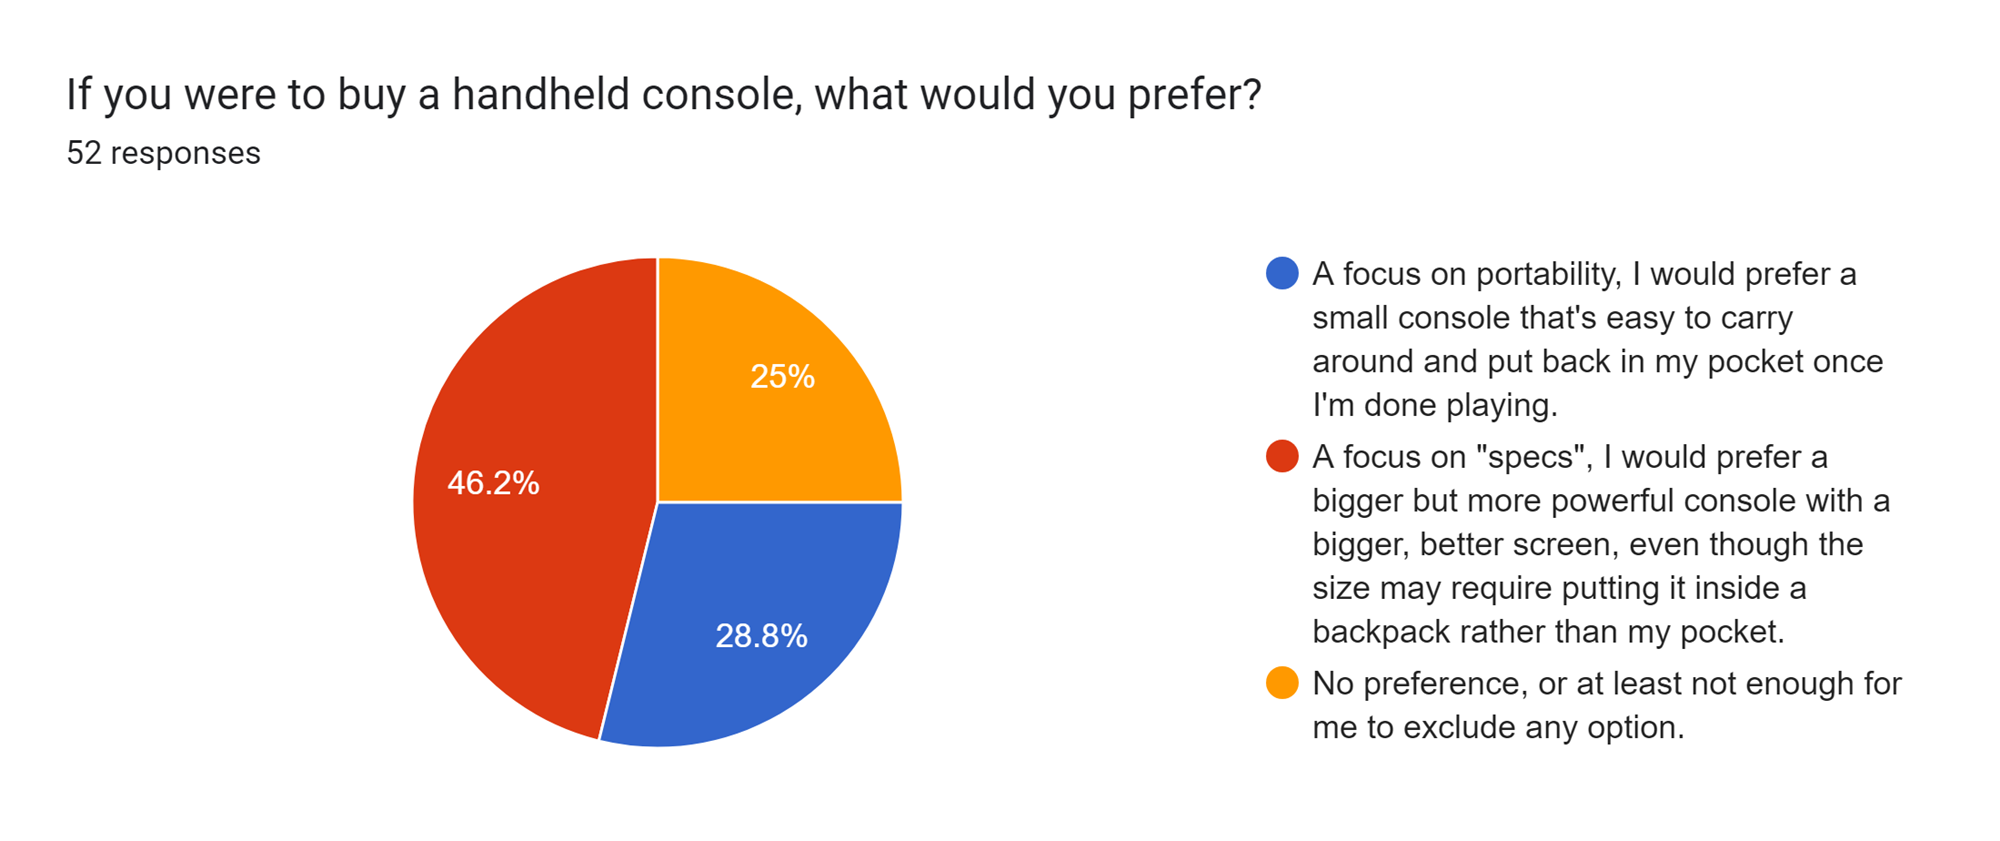 If you were to buy a handheld console, what would you prefer?
52 responses
25%
46.2%
28.8%
A focus on portability, I would prefer a
small console that's easy to carry
around and put back in my pocket once
I'm done playing.
A focus on "specs", I would prefer a
bigger but more powerful console with a
bigger, better screen, even though the
size may require putting it inside a
backpack rather than my pocket.
No preference, or at least not enough for
me to exclude any option.